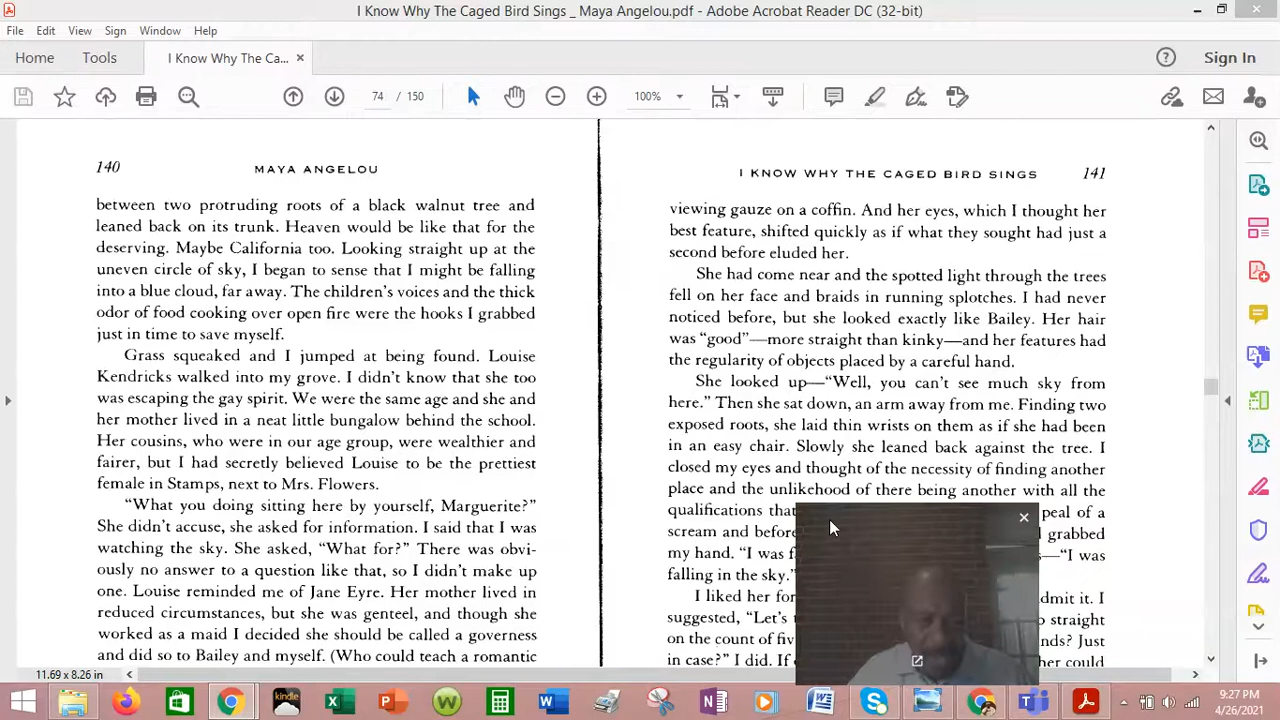 I Know Why The Caged Bird Sings _ Maya Angelou.pdf - Adobe Acrobat Reader DC (32-bit)
File Edit View Sign Window Help
Home Tools I Know Why The Ca... × Sign In
74 / 150 100%
140 MAYA ANGELOU
between two protruding roots of a black walnut tree and
leaned back on its trunk. Heaven would be like that for the
deserving. Maybe California too. Looking straight up at the
uneven circle of sky, I began to sense that I might be falling
into a blue cloud, far away. The children's voices and the thick
odor of food cooking over open fire were the hooks I grabbed
just in time to save myself.
Grass squeaked and I jumped at being found. Louise
Kendricks walked into my grove. I didn't know that she too
was escaping the gay spirit. We were the same age and she and
her mother lived in a neat little bungalow behind the school.
Her cousins, who were in our age group, were wealthier and
fairer, but I had secretly believed Louise to be the prettiest
female in Stamps, next to Mrs. Flowers.
"What you doing sitting here by yourself, Marguerite?"
She didn't accuse, she asked for information. I said that I was
watching the sky. She asked, "What for?" There was obvi-
ously no answer to a question like that, so I didn't make up
one. Louise reminded me of Jane Eyre. Her mother lived in
reduced circumstances, but she was genteel, and though she
worked as a maid I decided she should be called a governess
and did so to Bailey and myself. (Who could teach a romantic
I KNOW WHY THE CAGED BIRD SINGS 141
viewing gauze on a coffin. And her eyes, which I thought her
best feature, shifted quickly as if what they sought had just a
second before eluded her.
She had come near and the spotted light through the trees
fell on her face and braids in running splotches. I had never
noticed before, but she looked exactly like Bailey. Her hair
was "good"—more straight than kinky—and her features had
the regularity of objects placed by a careful hand.
She looked up—"Well, you can't see much sky from
here." Then she sat down, an arm away from me. Finding two
exposed roots, she laid thin wrists on them as if she had been
in an easy chair. Slowly she leaned back against the tree. I
closed my eyes and thought of the necessity of finding another
place and the unlikehood of there being another with all the
qualifications that peal of a
scream and before grabbed
my hand. "I was "I was
falling in the sky."
I liked her for admit it. I
suggested, "Let's straight
on the count of Just
in case?" I did. If could
11.69 x 8.26 in
kindle
9:27 PM
4/26/2021